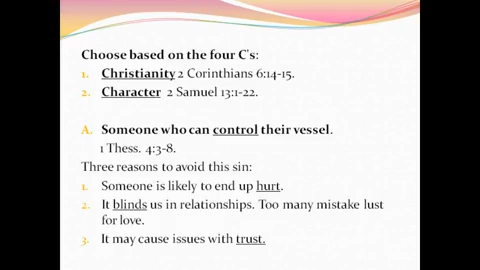 Choose based on the four C's:
1. Christianity 2 Corinthians 6:14-15.
2. Character 2 Samuel 13:1-22.
A. Someone who can control their vessel.
1 Thess. 4:3-8.
Three reasons to avoid this sin:
1. Someone is likely to end up hurt.
2. It blinds us in relationships. Too many mistake lust
for love.
3. It may cause issues with trust.